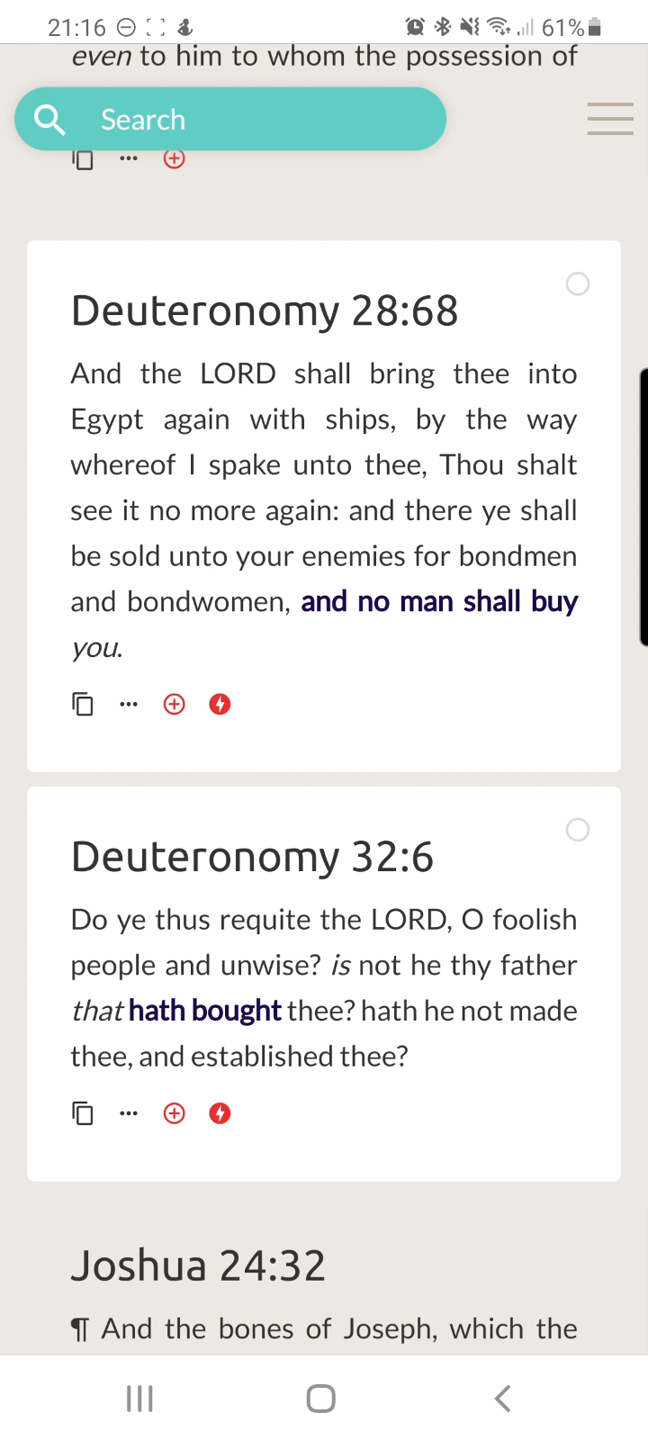 21:16 61%
even to him to whom the possession of
Search
Deuteronomy 28:68
And the LORD shall bring thee into
Egypt again with ships, by the way
whereof I spake unto thee, Thou shalt
see it no more again: and there ye shall
be sold unto your enemies for bondmen
and bondwomen, and no man shall buy
you.
Deuteronomy 32:6
Do ye thus requite the LORD, O foolish
people and unwise? is not he thy father
that hath bought thee? hath he not made
thee, and established thee?
Joshua 24:32
¶ And the bones of Joseph, which the